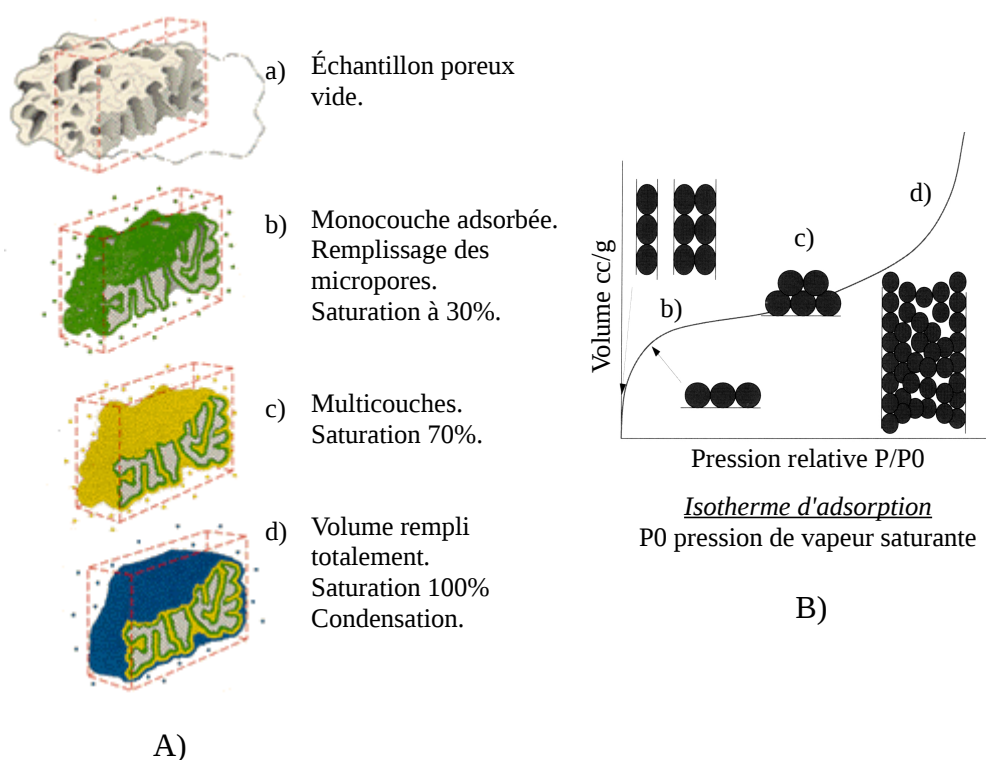 a) Échantillon poreux
vide.
b) Monocouche adsorbée.
Remplissage des
micropores.
Saturation à 30%.
c) Multicouches.
Saturation 70%.
d) Volume rempli
totalement.
Saturation 100%
Condensation.
A)
Volume cc/g
b)
c)
d)
Pression relative P/P0
Isotherme d'adsorption
P0 pression de vapeur saturante
B)